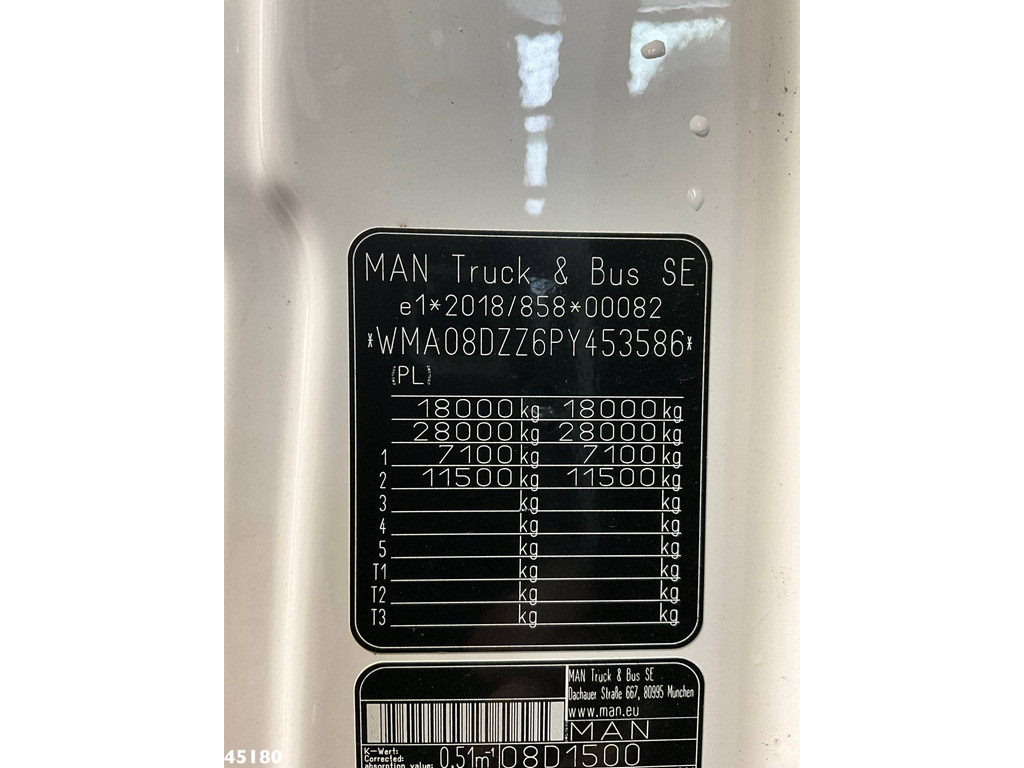 MAN Truck & Bus SE
e1*2018/858*00082
*WMA08DZZ6PY453586*
(PL)
18000 kg 18000 kg
28000 kg 28000 kg
1 7100 kg 7100 kg
2 11500 kg 11500 kg
3 kg kg
4 kg kg
5 kg kg
T1 kg kg
T2 kg kg
T3 kg kg
MAN Truck & Bus SE
Dachauer Straße 667, 80995 München
www.man.eu
MAN
K-Wert:
Corrected:
absorption value:
0,51m⁻¹
08D1500
45180